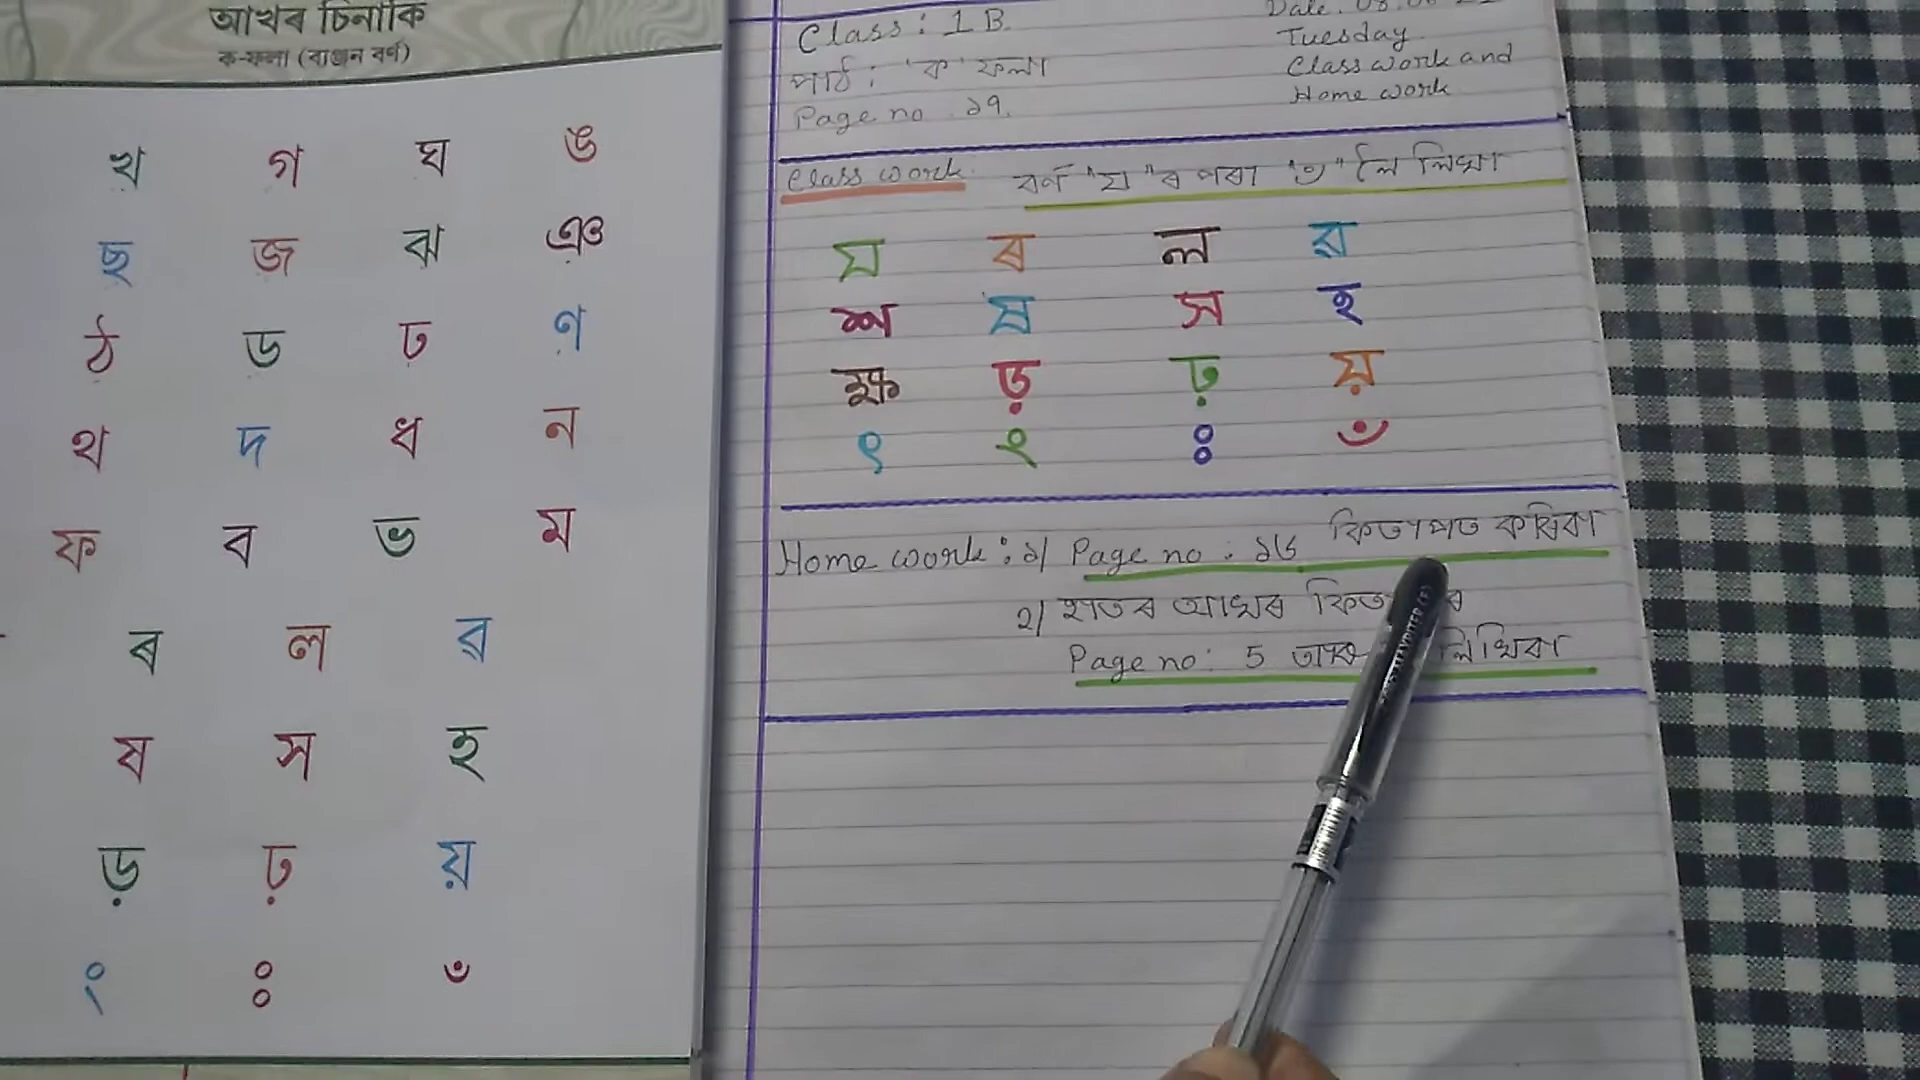 আখৰ চিনাকি
ক-ফলা (ব্যঞ্জন বৰ্ণ)
খ গ ঘ ঙ
ছ জ ঝ ঞ
ঠ ড ঢ ণ
থ দ ধ ন
ফ ব ভ ম
ৰ ল ৱ
ষ স হ
ড় ঢ় য়
ং ঃ ঁ
Class : 1 B.
পাঠ : 'ক' ফলা
Page no ১৭.
Date.
Tuesday.
Class work and
Home work
Class work. বৰ্ণ "য" ৰ পৰা "ঁ" লৈ লিখা
য ৰ ল ৱ
শ ষ স হ
ক্ষ ড় ঢ় য়
ৎ ং ঃ ঁ
Home work : ১| Page no : ১৬ কিতাপত কৰিবা
২| হাতৰ আখৰ
Page no: 5 লিখিবা